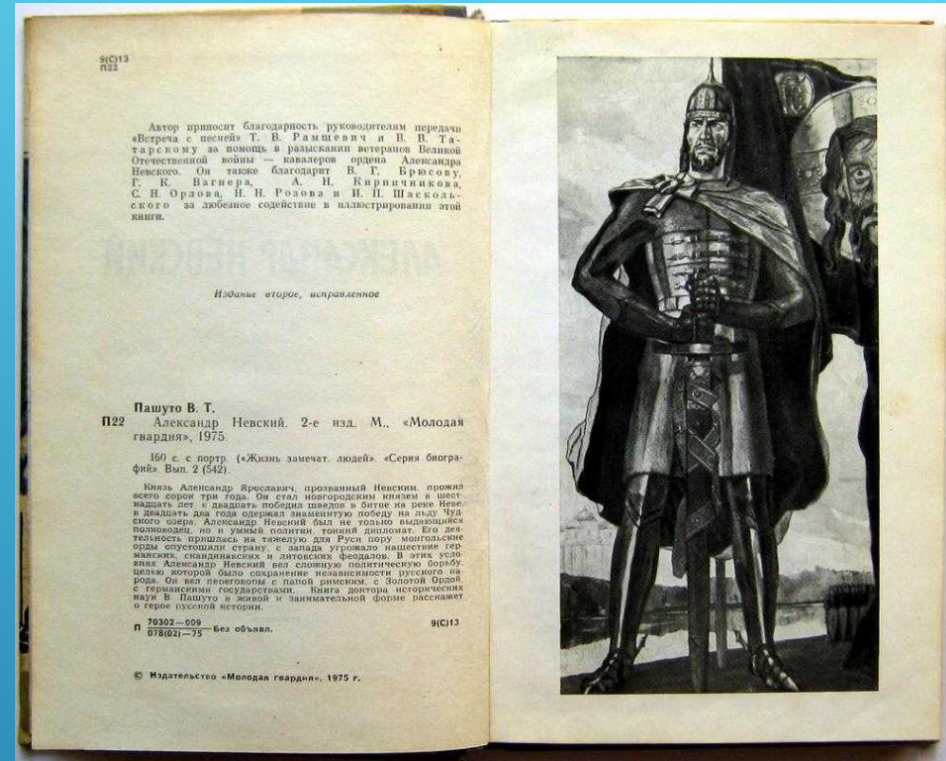 9(С)13
П22
Автор приносит благодарность руководителям передачи
«Встреча с песней» Т. В. Рамшевич и В. В. Та-
тарскому за помощь в разыскании ветеранов Великой
Отечественной войны — кавалеров ордена Александра
Невского. Он также благодарит В. Г. Брюсову,
Г. К. Вагнера, А. Н. Кирпичникова,
С. Н. Орлова, Н. Н. Розова и И. П. Шасколь-
ского за любезное содействие в иллюстрировании этой
книги.
Издание второе, исправленное
Пашуто В. Т.
П22 Александр Невский. 2-е изд. М., «Молодая
гвардия», 1975.
160 с. с портр. («Жизнь замечат. людей». «Серия биогра-
фий». Вып. 2 (542).
Князь Александр Ярославич, прозванный Невским, прожил
всего сорок три года. Он стал новгородским князем в шест-
надцать лет в двадцать победил шведов в битве на реке Неве,
в двадцать два года одержал знаменитую победу на льду Чуд-
ского озера. Александр Невский был не только выдающийся
полководец, но и умный политик, тонкий дипломат. Его дея-
тельность пришлась на тяжелую для Руси пору монгольские
орды опустошили страну, с запада угрожало нашествие гер-
манских, скандинавских и литовских феодалов. В этих усло-
виях Александр Невский вел сложную политическую борьбу,
целью которой было сохранение независимости русского на-
рода. Он вел переговоры с папой римским, с Золотой Ордой,
с германскими государствами. Книга доктора исторических
наук В. Пашуто в живой и занимательной форме расскажет
о герое русской истории.
П 70302—009
078(02)—75 Без объявл. 9(С)13
© Издательство «Молодая гвардия», 1975 г.